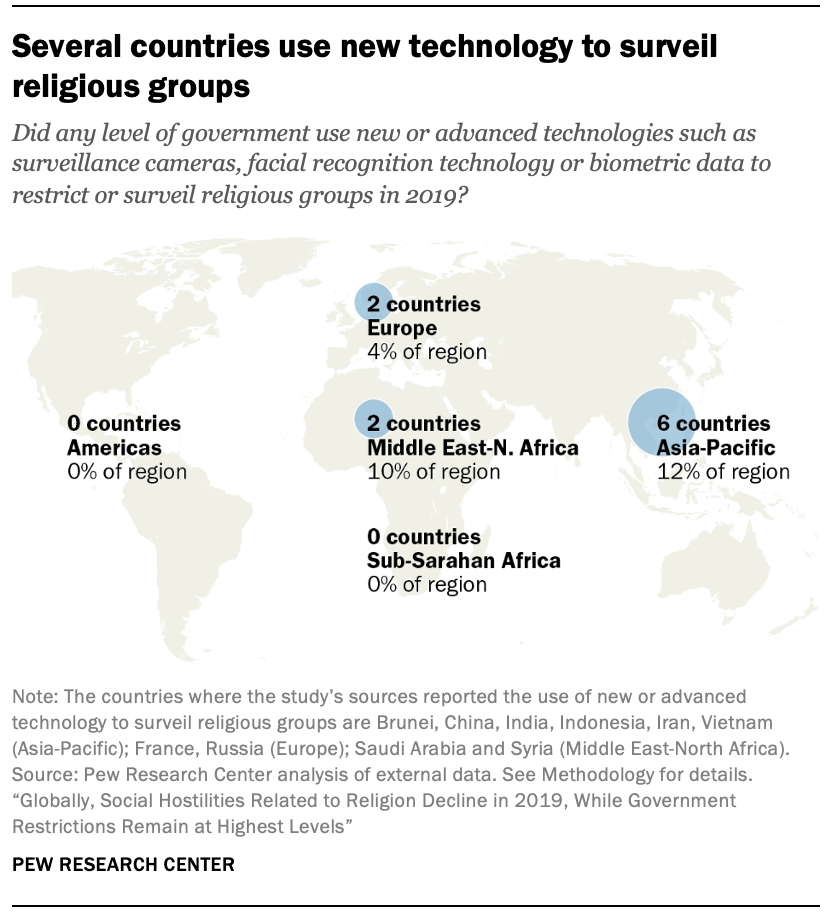 Several countries use new technology to surveil
religious groups
Did any level of government use new or advanced technologies such as
surveillance cameras, facial recognition technology or biometric data to
restrict or surveil religious groups in 2019?
2 countries
Europe
4% of region
0 countries
Americas
0% of region
2 countries
Middle East-N. Africa
10% of region
6 countries
Asia-Pacific
12% of region
0 countries
Sub-Sarahan Africa
0% of region
Note: The countries where the study’s sources reported the use of new or advanced
technology to surveil religious groups are Brunei, China, India, Indonesia, Iran, Vietnam
(Asia-Pacific); France, Russia (Europe); Saudi Arabia and Syria (Middle East-North Africa).
Source: Pew Research Center analysis of external data. See Methodology for details.
“Globally, Social Hostilities Related to Religion Decline in 2019, While Government
Restrictions Remain at Highest Levels”
PEW RESEARCH CENTER